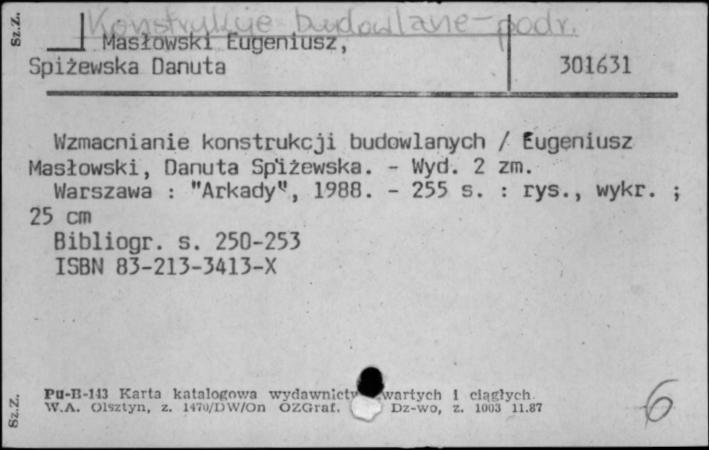 Sz.Z.
Konstrukcje budowlane-podr.
Masłowski Eugeniusz,
Spiżewska Danuta
301631
Wzmacnianie konstrukcji budowlanych / Eugeniusz
Masłowski, Danuta Spiżewska. - Wyd. 2 zm.
Warszawa : "Arkady", 1988. - 255 s. : rys., wykr. ;
25 cm
Bibliogr. s. 250-253
ISBN 83-213-3413-X
Sz.Z.
Pu-B-143 Karta katalogowa wydawnictw zwartych i ciągłych.
W.A. Olsztyn, z. 1470/DW/On OZGraf. Dz-wo, z. 1003 11.87
6